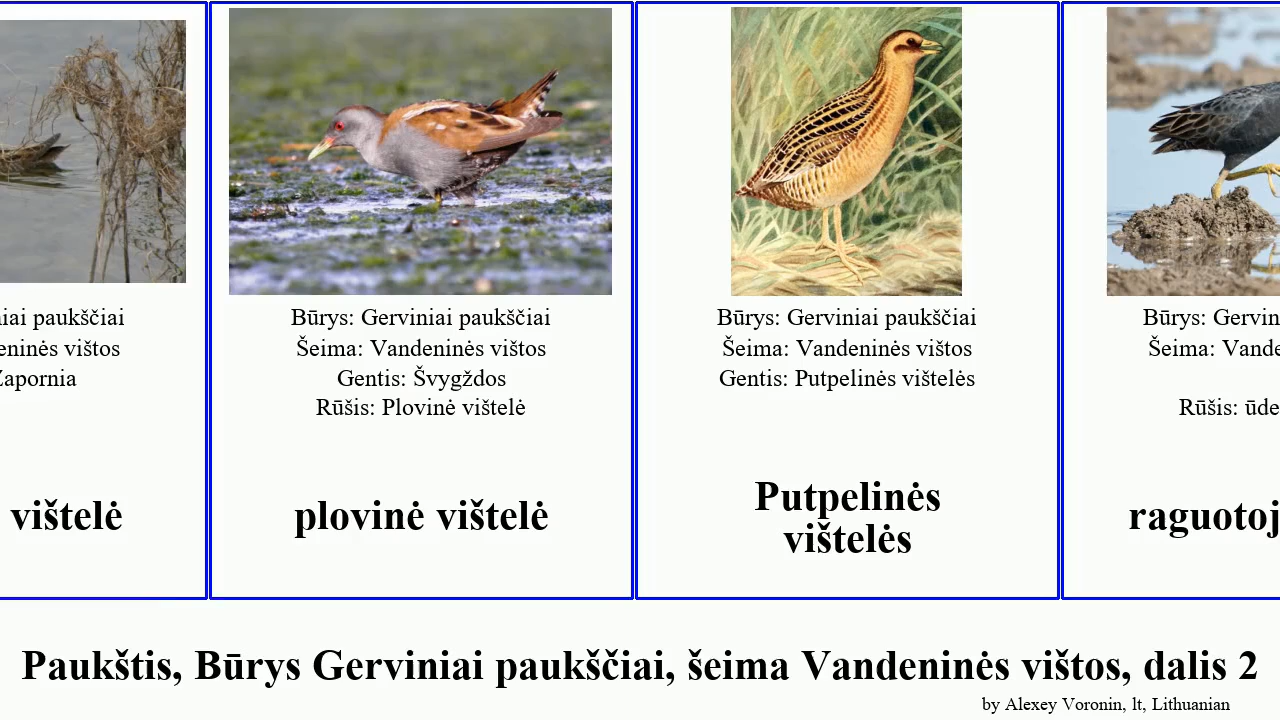 niai paukščiai
eninės vištos
Zapornia
vištelė
Būrys: Gerviniai paukščiai
Šeima: Vandeninės vištos
Gentis: Švygždos
Rūšis: Plovinė vištelė
plovinė vištelė
Būrys: Gerviniai paukščiai
Šeima: Vandeninės vištos
Gentis: Putpelinės vištelės
Putpelinės
vištelės
Būrys: Gervin
Šeima: Vande
Rūšis: ūde
raguotoj
Paukštis, Būrys Gerviniai paukščiai, šeima Vandeninės vištos, dalis 2
by Alexey Voronin, lt, Lithuanian